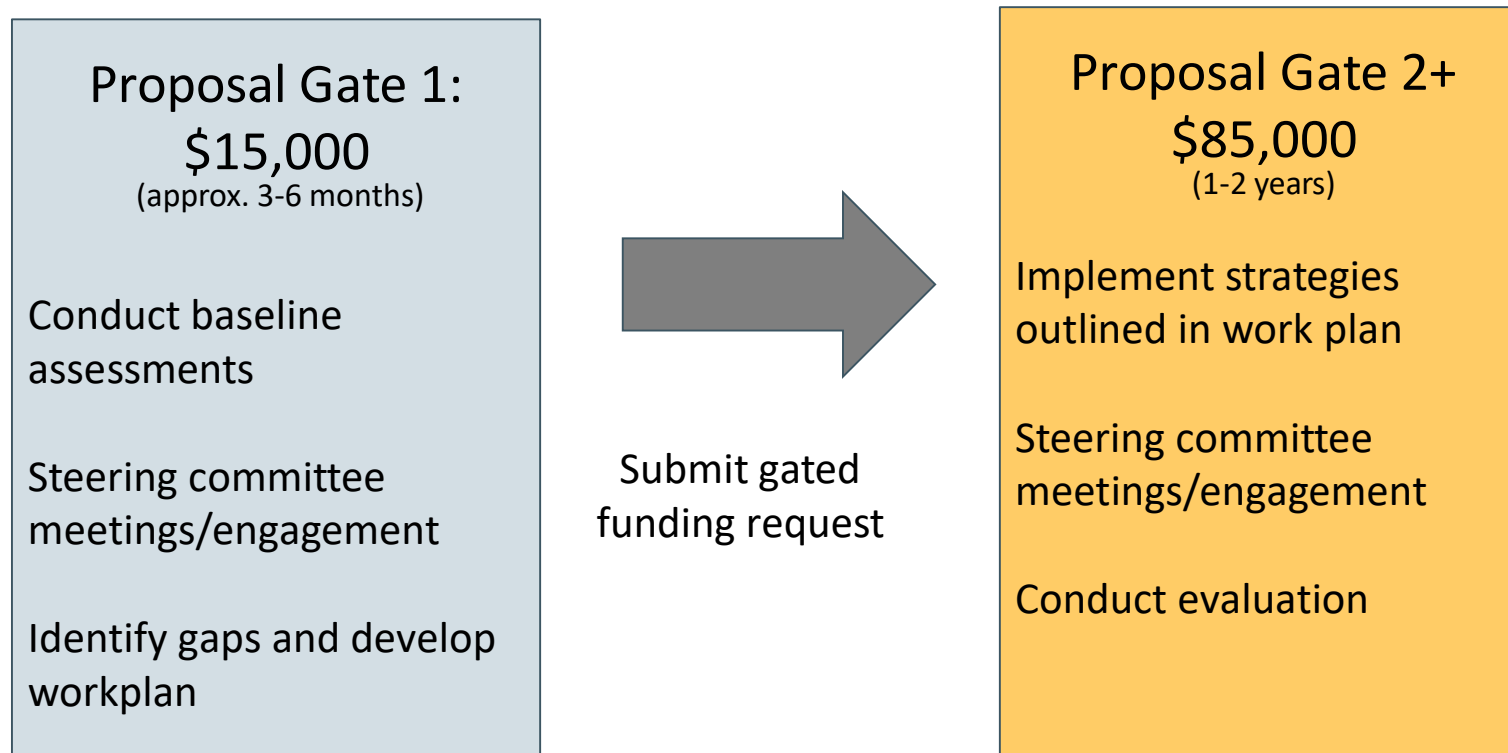 Proposal Gate 1:
$15,000
(approx. 3-6 months)
Conduct baseline
assessments
Steering committee
meetings/engagement
Identify gaps and develop
workplan
Submit gated
funding request
Proposal Gate 2+
$85,000
(1-2 years)
Implement strategies
outlined in work plan
Steering committee
meetings/engagement
Conduct evaluation